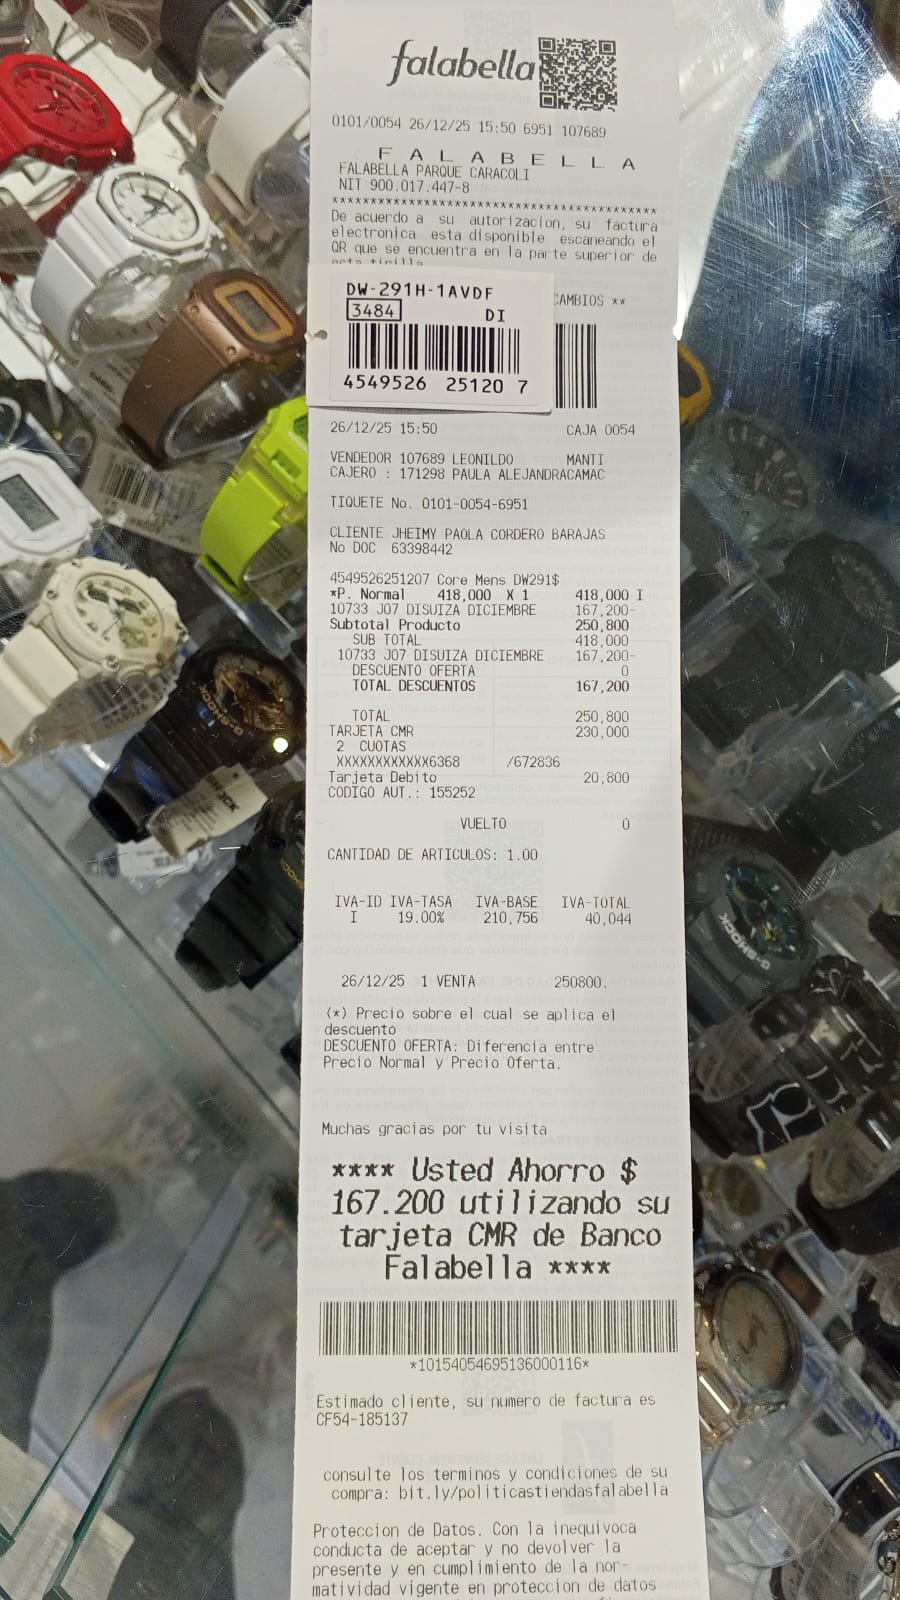 falabella
0101/0054 26/12/25 15:50 6951 107689
F A L A B E L L A
FALABELLA PARQUE CARACOLI
NIT 900.017.447-8
******************************************
De acuerdo a su autorizacion, su factura
electronica esta disponible escaneando el
QR que se encuentra en la parte superior de
esta tirilla
CAMBIOS **
DW-291H-1AVDF
3484 DI
4549526 25120 7
26/12/25 15:50 CAJA 0054
VENDEDOR 107689 LEONILDO MANTI
CAJERO : 171298 PAULA ALEJANDRACAMAC
TIQUETE No. 0101-0054-6951
CLIENTE JHEIMY PAOLA CORDERO BARAJAS
No DOC 63398442
4549526251207 Core Mens DW291$
*P. Normal 418,000 X 1 418,000 I
10733 J07 DISUIZA DICIEMBRE 167,200-
Subtotal Producto 250,800
SUB TOTAL 418,000
10733 J07 DISUIZA DICIEMBRE 167,200-
DESCUENTO OFERTA 0
TOTAL DESCUENTOS 167,200
TOTAL 250,800
TARJETA CMR 230,000
2 CUOTAS
XXXXXXXXXXXX6368 /672836
Tarjeta Debito 20,800
CODIGO AUT.: 155252
VUELTO 0
CANTIDAD DE ARTICULOS: 1.00
IVA-ID IVA-TASA IVA-BASE IVA-TOTAL
I 19.00% 210,756 40,044
26/12/25 1 VENTA 250800.
(*) Precio sobre el cual se aplica el
descuento
DESCUENTO OFERTA: Diferencia entre
Precio Normal y Precio Oferta.
Muchas gracias por tu visita
**** Usted Ahorro $
167.200 utilizando su
tarjeta CMR de Banco
Falabella ****
*10154054695136000116*
Estimado cliente, su numero de factura es
CF54-185137
consulte los terminos y condiciones de su
compra: bit.ly/politicastiendasfalabella
Proteccion de Datos. Con la inequivoca
conducta de aceptar y no devolver la
presente y en cumplimiento de la nor-
matividad vigente en proteccion de datos
G-SHOCK
G-SHOCK